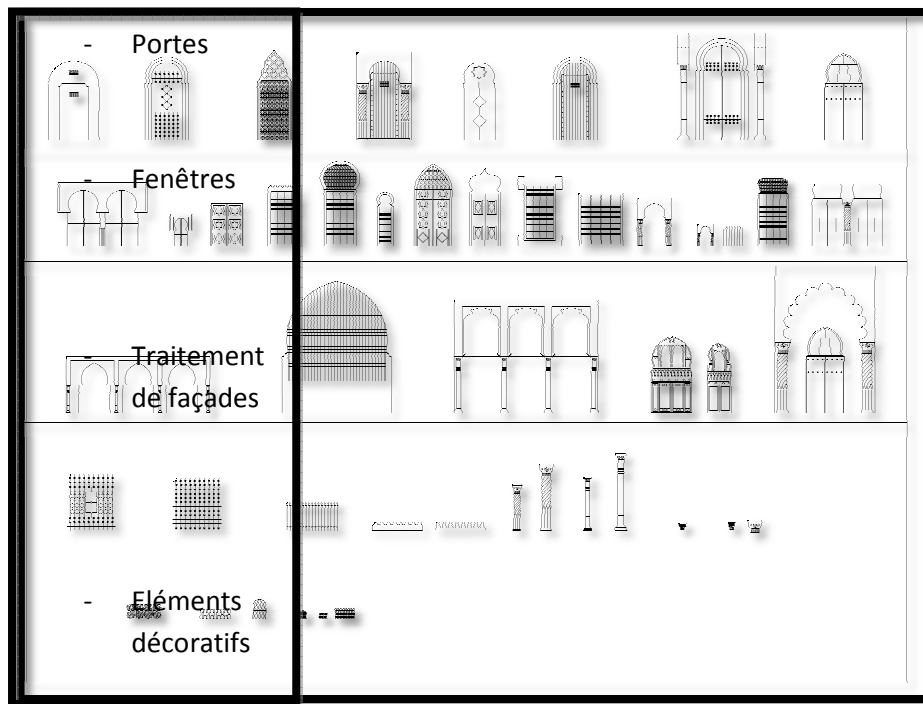 - Portes
Fenêtres
Traitement
de façades
- Eléments
décoratifs